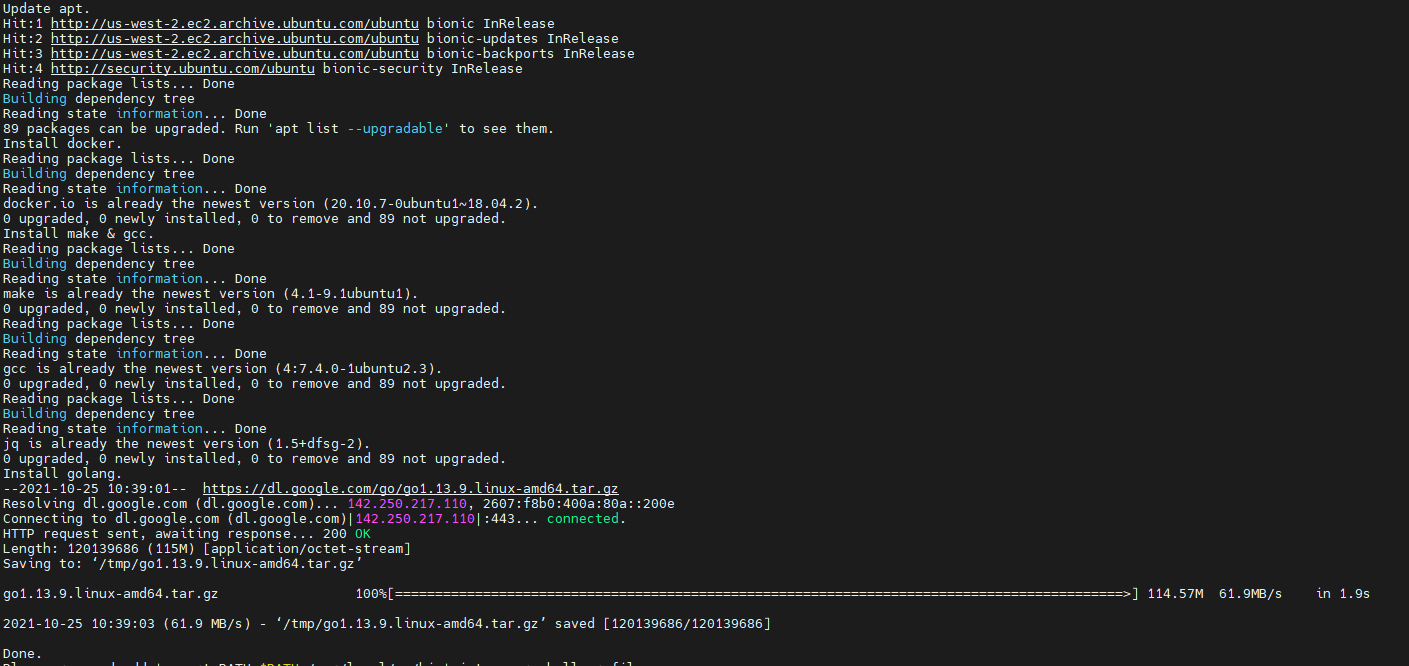 Update apt.
Hit:1 http://us-west-2.ec2.archive.ubuntu.com/ubuntu bionic InRelease
Hit:2 http://us-west-2.ec2.archive.ubuntu.com/ubuntu bionic-updates InRelease
Hit:3 http://us-west-2.ec2.archive.ubuntu.com/ubuntu bionic-backports InRelease
Hit:4 http://security.ubuntu.com/ubuntu bionic-security InRelease
Reading package lists... Done
Building dependency tree
Reading state information... Done
89 packages can be upgraded. Run 'apt list --upgradable' to see them.
Install docker.
Reading package lists... Done
Building dependency tree
Reading state information... Done
docker.io is already the newest version (20.10.7-0ubuntu1~18.04.2).
0 upgraded, 0 newly installed, 0 to remove and 89 not upgraded.
Install make & gcc.
Reading package lists... Done
Building dependency tree
Reading state information... Done
make is already the newest version (4.1-9.1ubuntu1).
0 upgraded, 0 newly installed, 0 to remove and 89 not upgraded.
Reading package lists... Done
Building dependency tree
Reading state information... Done
gcc is already the newest version (4:7.4.0-1ubuntu2.3).
0 upgraded, 0 newly installed, 0 to remove and 89 not upgraded.
Reading package lists... Done
Building dependency tree
Reading state information... Done
jq is already the newest version (1.5+dfsg-2).
0 upgraded, 0 newly installed, 0 to remove and 89 not upgraded.
Install golang.
--2021-10-25 10:39:01--  https://dl.google.com/go/go1.13.9.linux-amd64.tar.gz
Resolving dl.google.com (dl.google.com)... 142.250.217.110, 2607:f8b0:400a:80a::200e
Connecting to dl.google.com (dl.google.com)|142.250.217.110|:443... connected.
HTTP request sent, awaiting response... 200 OK
Length: 120139686 (115M) [application/octet-stream]
Saving to: ‘/tmp/go1.13.9.linux-amd64.tar.gz’
go1.13.9.linux-amd64.tar.gz 100%[===========================================================================================>] 114.57M 61.9MB/s in 1.9s
2021-10-25 10:39:03 (61.9 MB/s) - ‘/tmp/go1.13.9.linux-amd64.tar.gz’ saved [120139686/120139686]
Done.